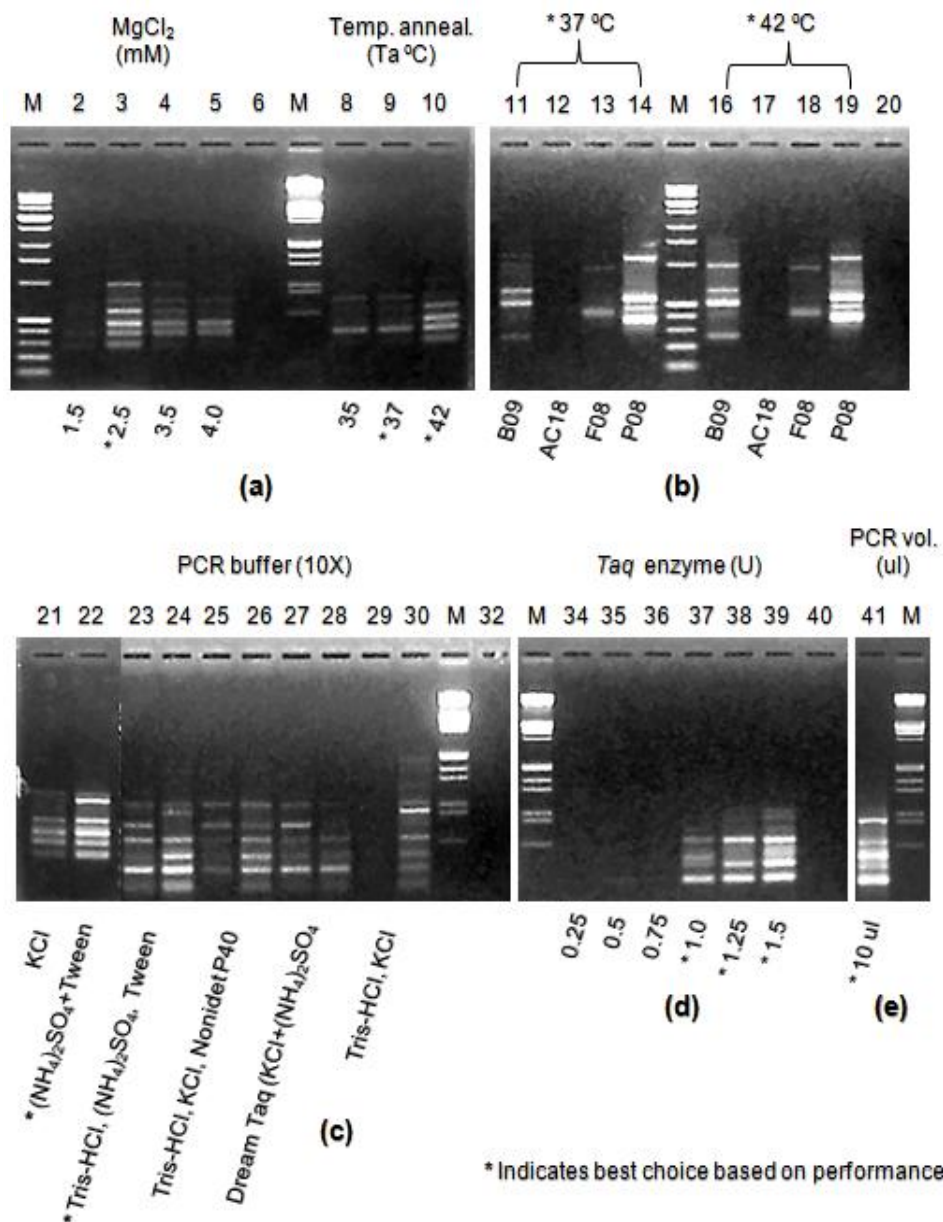 MgCl₂
(mM)
Temp. anneal.
(Ta ºC)
* 37 ºC
* 42 ºC
M 2 3 4 5 6 M 8 9 10
11 12 13 14 M 16 17 18 19 20
1.5 *2.5 3.5 4.0 35 *37 *42
B09 AC18 F08 P08 B09 AC18 F08 P08
(a)
(b)
PCR buffer (10X)
Taq enzyme (U)
PCR vol.
(ul)
21 22 23 24 25 26 27 28 29 30 M 32
M 34 35 36 37 38 39 40
41 M
KCl
*(NH₄)₂SO₄+Tween
*Tris-HCl, (NH₄)₂SO₄, Tween
Tris-HCl, KCl, Nonidet P40
Dream Taq (KCl+(NH₄)₂SO₄
Tris-HCl, KCl
0.25 0.5 0.75 *1.0 *1.25 *1.5
*10 ul
(c)
(d)
(e)
*Indicates best choice based on performance